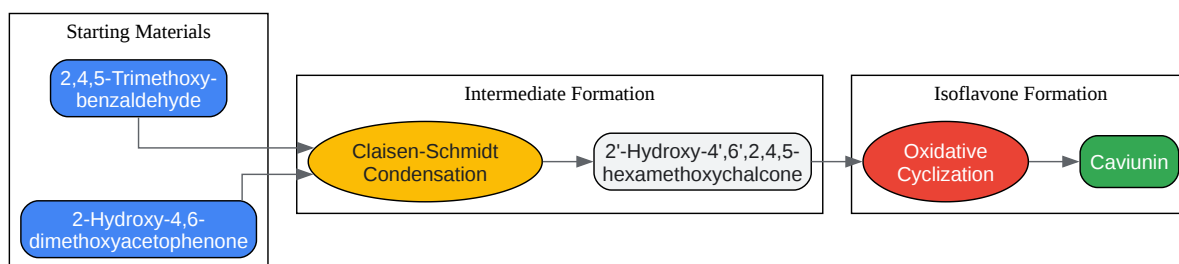 Starting Materials
2,4,5-Trimethoxy-
benzaldehyde
2-Hydroxy-4,6-
dimethoxyacetophenone
Intermediate Formation
Claisen-Schmidt
Condensation
2'-Hydroxy-4',6',2,4,5-
hexamethoxychalcone
Isoflavone Formation
Oxidative
Cyclization
Caviunin